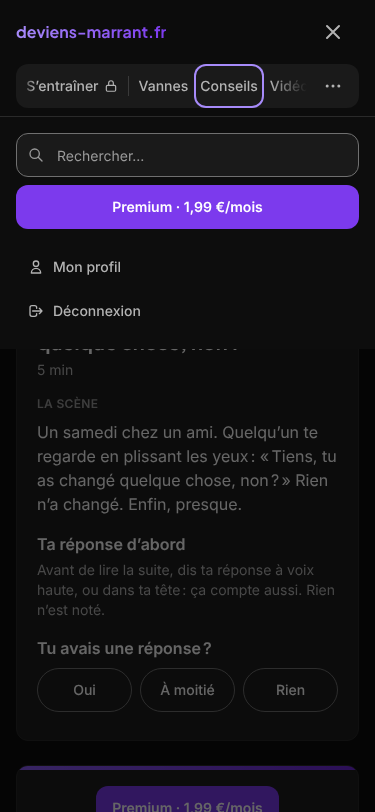 deviens-marrant.fr
S’entraîner Vannes Conseils Vidéo
Rechercher...
Premium · 1,99 €/mois
Mon profil
Déconnexion
quelque chose, non ?
5 min
LA SCÈNE
Un samedi chez un ami. Quelqu’un te
regarde en plissant les yeux : « Tiens, tu
as changé quelque chose, non ? » Rien
n’a changé. Enfin, presque.
Ta réponse d’abord
Avant de lire la suite, dis ta réponse à voix
haute, ou dans ta tête : ça compte aussi. Rien
n’est noté.
Tu avais une réponse ?
Oui À moitié Rien
Premium · 1,99 €/mois